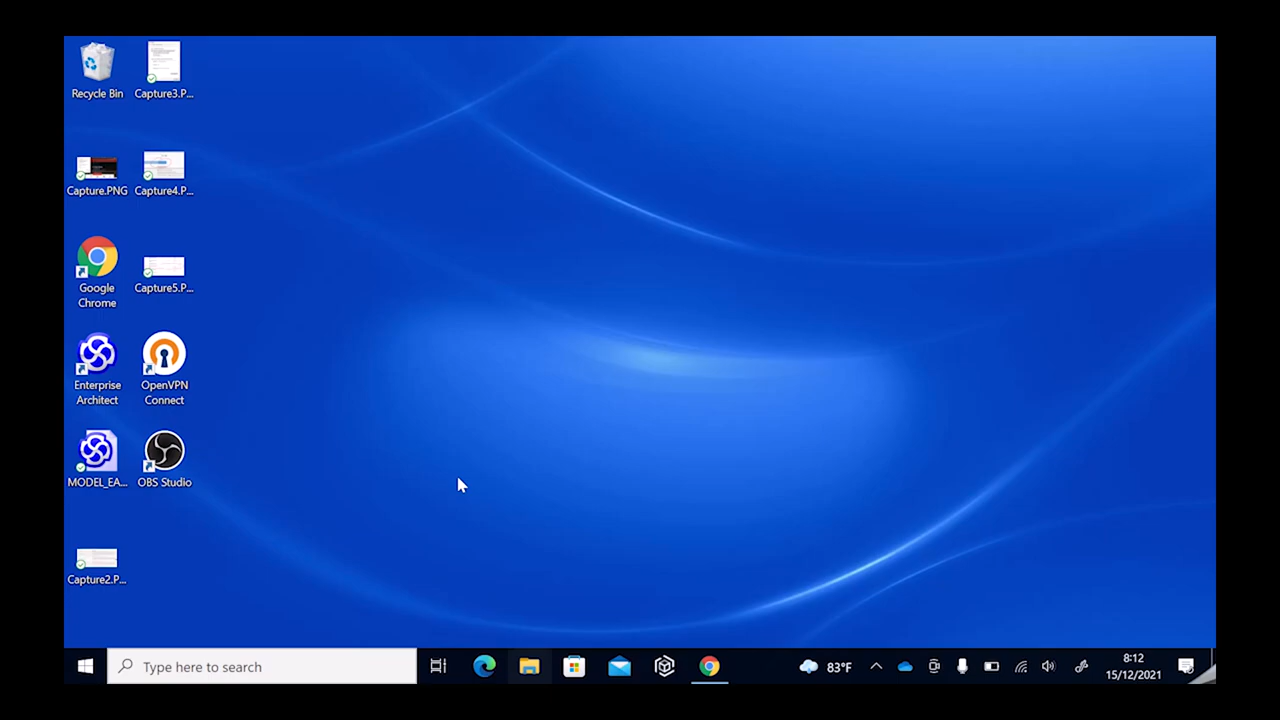 Recycle Bin
Capture3.P...
Capture.PNG
Capture4.P...
Google
Chrome
Capture5.P...
Enterprise
Architect
OpenVPN
Connect
MODEL_EA...
OBS Studio
Capture2.P...
Type here to search
83°F
8:12
15/12/2021